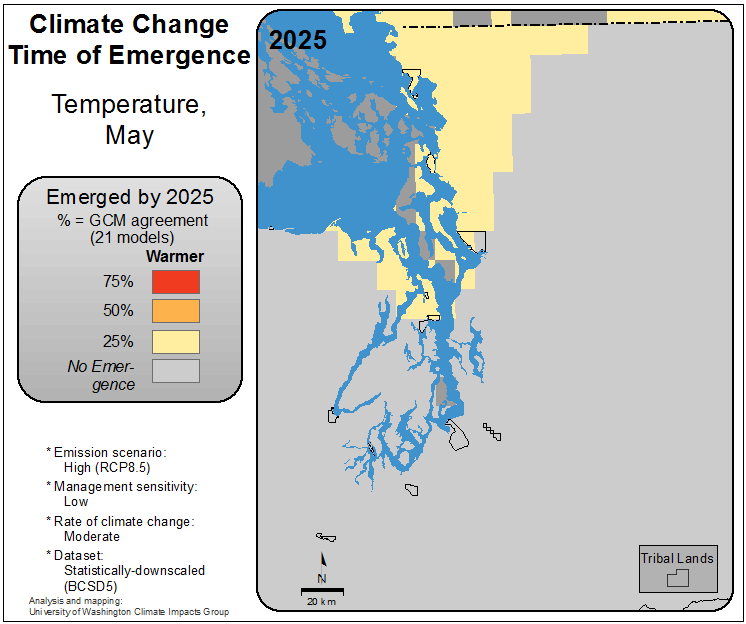 Climate Change
Time of Emergence
Temperature,
May
Emerged by 2025
% = GCM agreement
(21 models)
Warmer
75%
50%
25%
No Emer-
gence
* Emission scenario:
High (RCP8.5)
* Management sensitivity:
Low
* Rate of climate change:
Moderate
* Dataset:
Statistically-downscaled
(BCSD5)
Analysis and mapping:
University of Washington Climate Impacts Group
2025
N
20 km
Tribal Lands